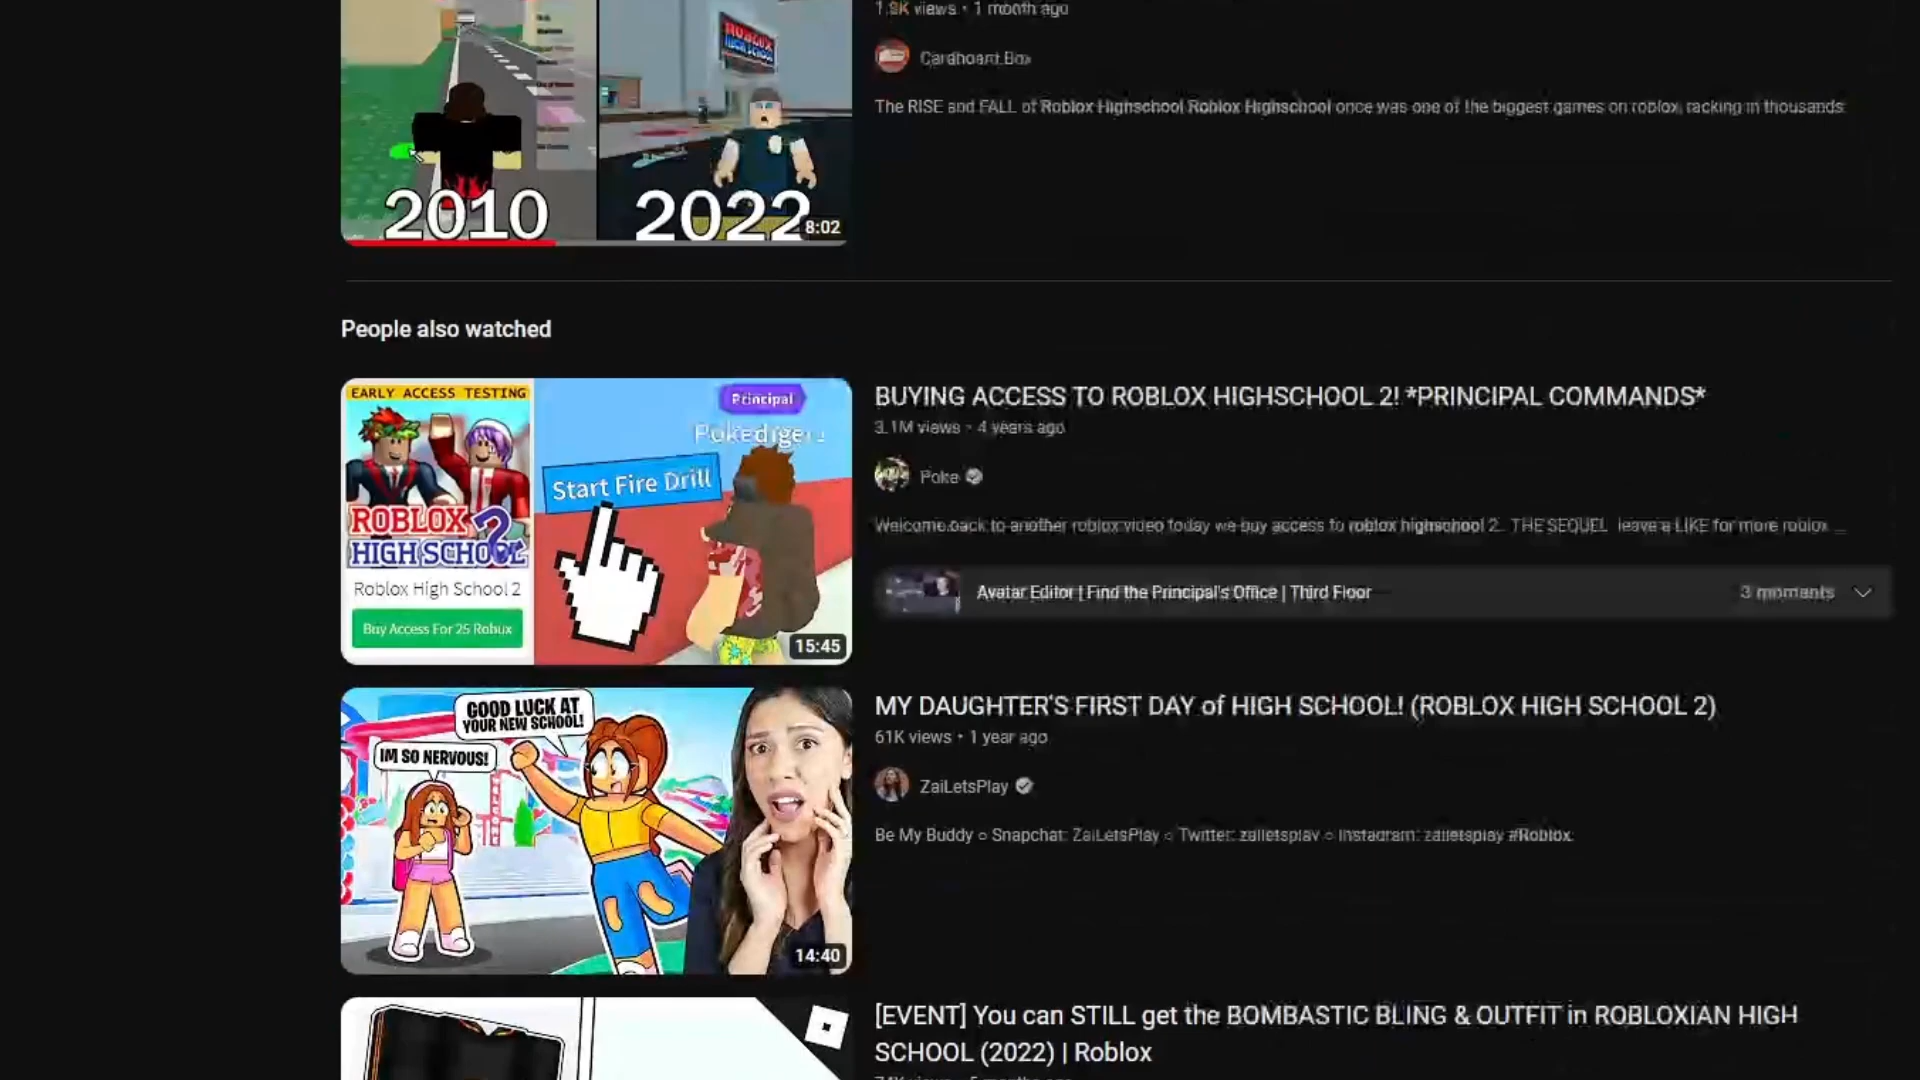 1.9K views • 1 month ago
ROBLOX
HIGH SCHOOL
Cardboard Box
The RISE and FALL of Roblox Highschool Roblox Highschool once was one of the biggest games on roblox, racking in thousands
2010
2022
8:02
People also watched
EARLY ACCESS TESTING
ROBLOX 2
HIGH SCHOOL
Roblox High School 2
Buy Access For 25 Robux
Principal
Start Fire Drill
15:45
BUYING ACCESS TO ROBLOX HIGHSCHOOL 2! *PRINCIPAL COMMANDS*
3.1M views • 4 years ago
Poke
Welcome back to another roblox video today we buy access to roblox highschool 2. THE SEQUEL leave a LIKE for more roblox ...
Avatar Editor | Find the Principal's Office | Third Floor
3 moments
GOOD LUCK AT
YOUR NEW SCHOOL!
IM SO NERVOUS!
WELCOME
14:40
MY DAUGHTER'S FIRST DAY of HIGH SCHOOL! (ROBLOX HIGH SCHOOL 2)
61K views • 1 year ago
ZaiLetsPlay
Be My Buddy ○ Snapchat: ZaiLetsPlay ○ Twitter: zailetsplay ○ Instagram: zailetsplay #Roblox
[EVENT] You can STILL get the BOMBASTIC BLING & OUTFIT in ROBLOXIAN HIGH
SCHOOL (2022) | Roblox